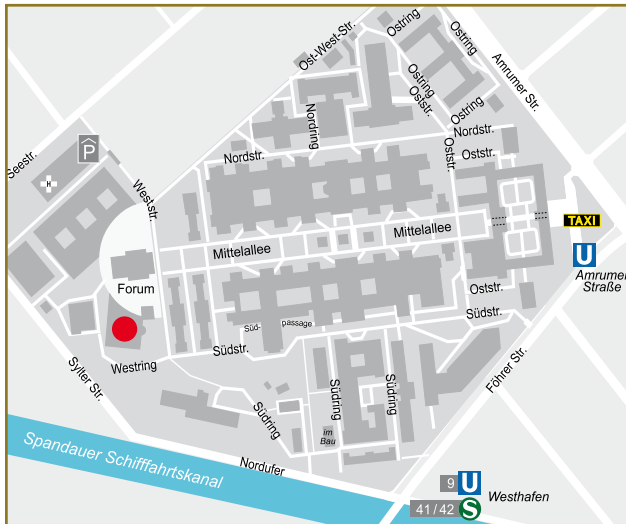 Ost-West-Str.
Ostring
Ostring
Amrumer Str.
Ostring
Oststr.
Ostring
Nordring
Nordstr.
Seestr.
P
H
Nordstr.
Oststr.
Oststr.
Weststr.
Mittelallee
Mittelallee
TAXI
U
Amrumer
Straße
Forum
Oststr.
Südstr.
Süd-
passage
Südstr.
Westring
Sylter Str.
Föhrer Str.
Südring
Südring
Südring
im
Bau
Spandauer Schifffahrtskanal
Nordufer
9 U
Westhafen
41/42 S